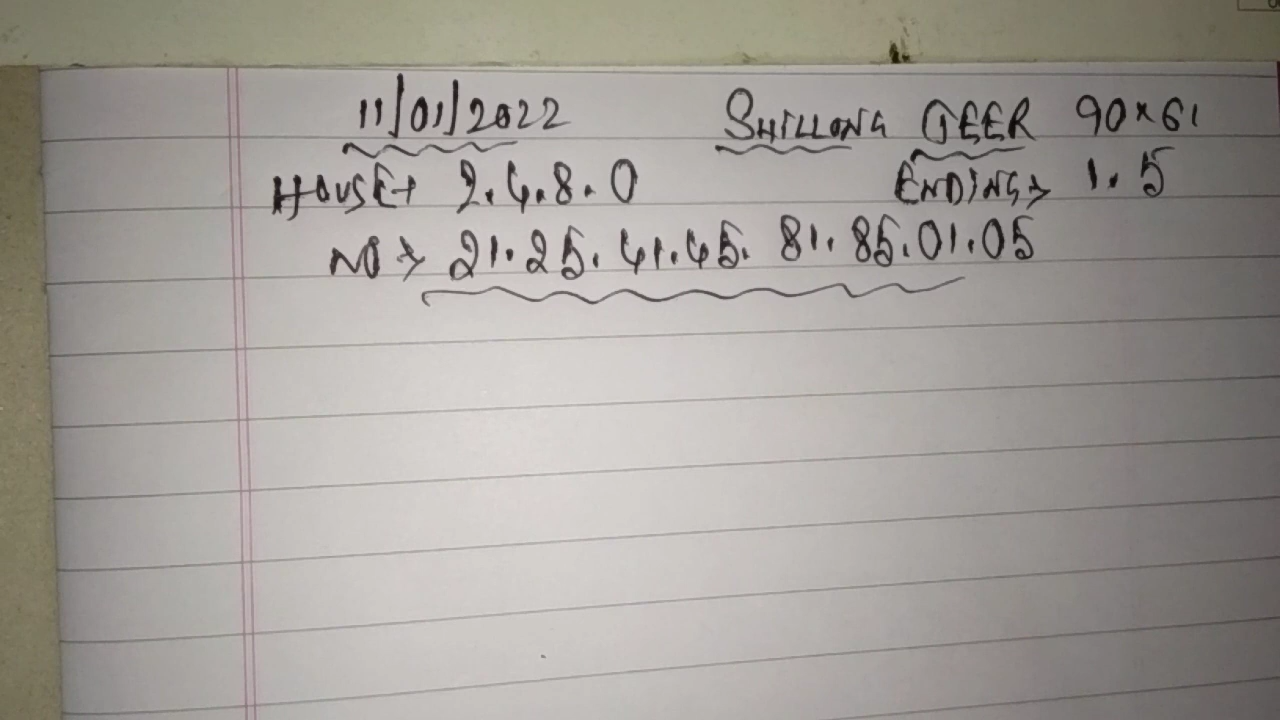 11/01/2022 SHILLONG TEER 90×61
HOUSE→ 2.4.8.0 ENDING→ 1.5
NO→ 21.25.41.45.81.85.01.05